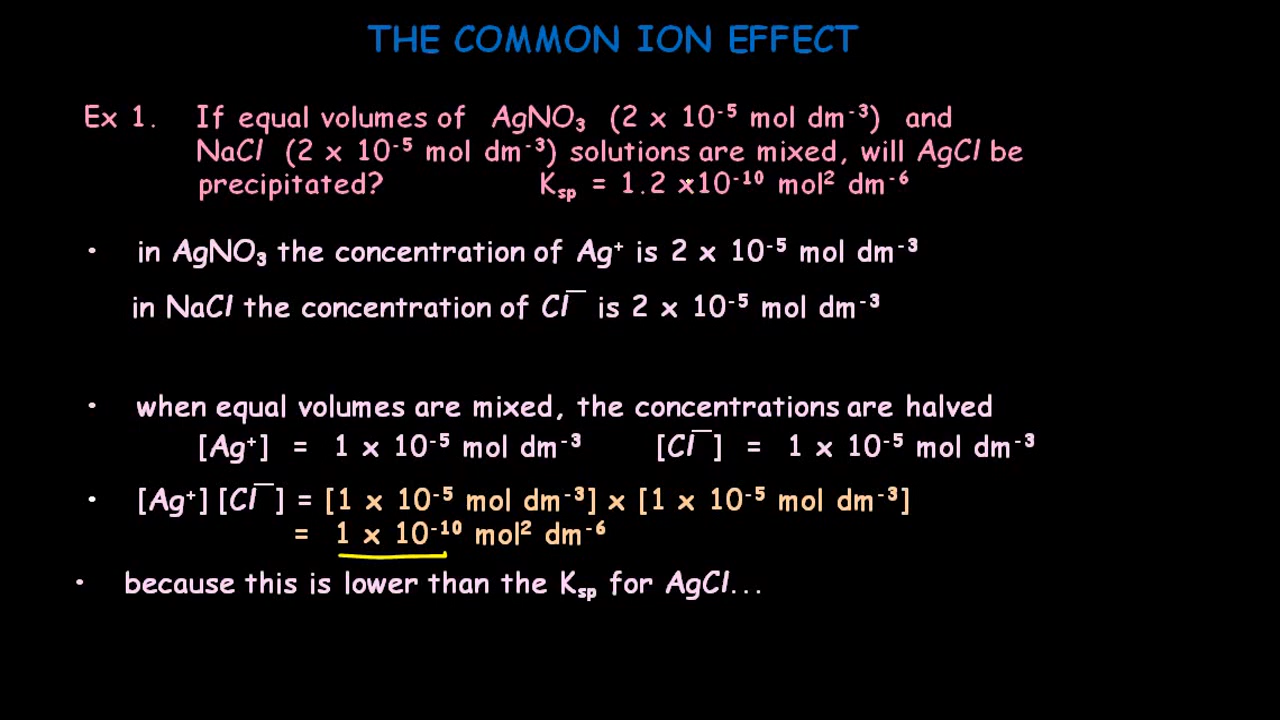 THE COMMON ION EFFECT
Ex 1. If equal volumes of AgNO₃ (2 x 10⁻⁵ mol dm⁻³) and
NaCl (2 x 10⁻⁵ mol dm⁻³) solutions are mixed, will AgCl be
precipitated? Kₛₚ = 1.2 x10⁻¹⁰ mol² dm⁻⁶
• in AgNO₃ the concentration of Ag⁺ is 2 x 10⁻⁵ mol dm⁻³
in NaCl the concentration of Cl⁻ is 2 x 10⁻⁵ mol dm⁻³
• when equal volumes are mixed, the concentrations are halved
[Ag⁺] = 1 x 10⁻⁵ mol dm⁻³ [Cl⁻] = 1 x 10⁻⁵ mol dm⁻³
• [Ag⁺] [Cl⁻] = [1 x 10⁻⁵ mol dm⁻³] x [1 x 10⁻⁵ mol dm⁻³]
= 1 x 10⁻¹⁰ mol² dm⁻⁶
• because this is lower than the Kₛₚ for AgCl...